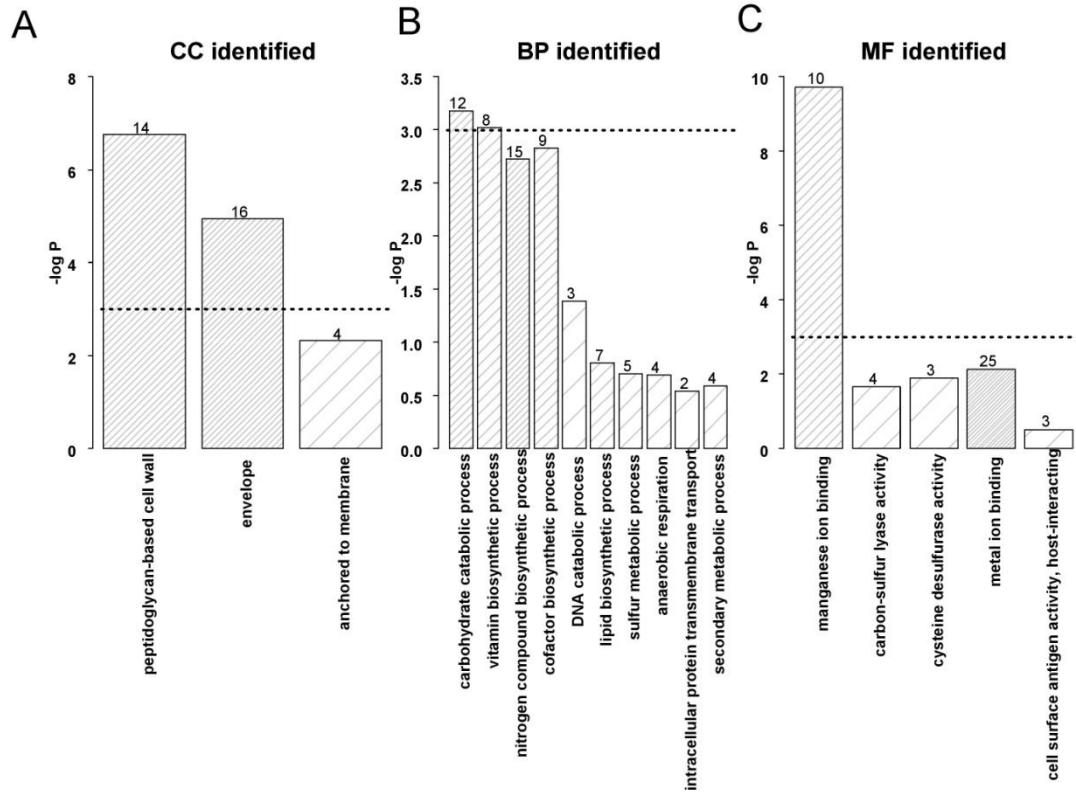 A
CC identified
-log P
8
6
4
2
0
14
16
4
peptidoglycan-based cell wall
envelope
anchored to membrane
B
BP identified
-log P
3.5
3.0
2.5
2.0
1.5
1.0
0.5
0.0
12
8
15
9
3
7
5
4
2
4
carbohydrate catabolic process
vitamin biosynthetic process
nitrogen compound biosynthetic process
cofactor biosynthetic process
DNA catabolic process
lipid biosynthetic process
sulfur metabolic process
anaerobic respiration
intracellular protein transmembrane transport
secondary metabolic process
C
MF identified
-log P
10
8
6
4
2
0
10
4
3
25
3
manganese ion binding
carbon-sulfur lyase activity
cysteine desulfurase activity
metal ion binding
cell surface antigen activity, host-interacting